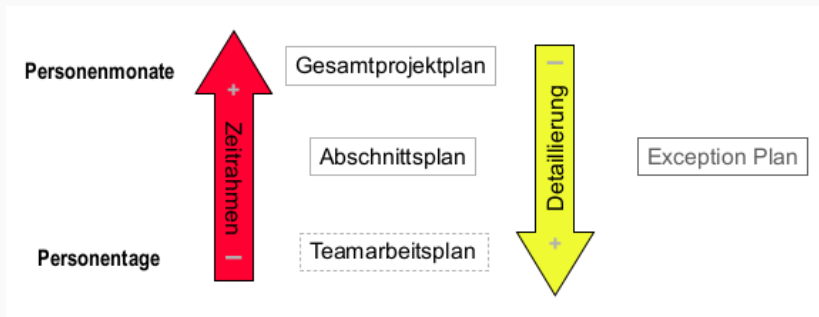 Personenmonate
Gesamtprojektplan
−
+
Zeitrahmen
Detaillierung
Abschnittsplan
Exception Plan
Personentage
Teamarbeitsplan
+
−